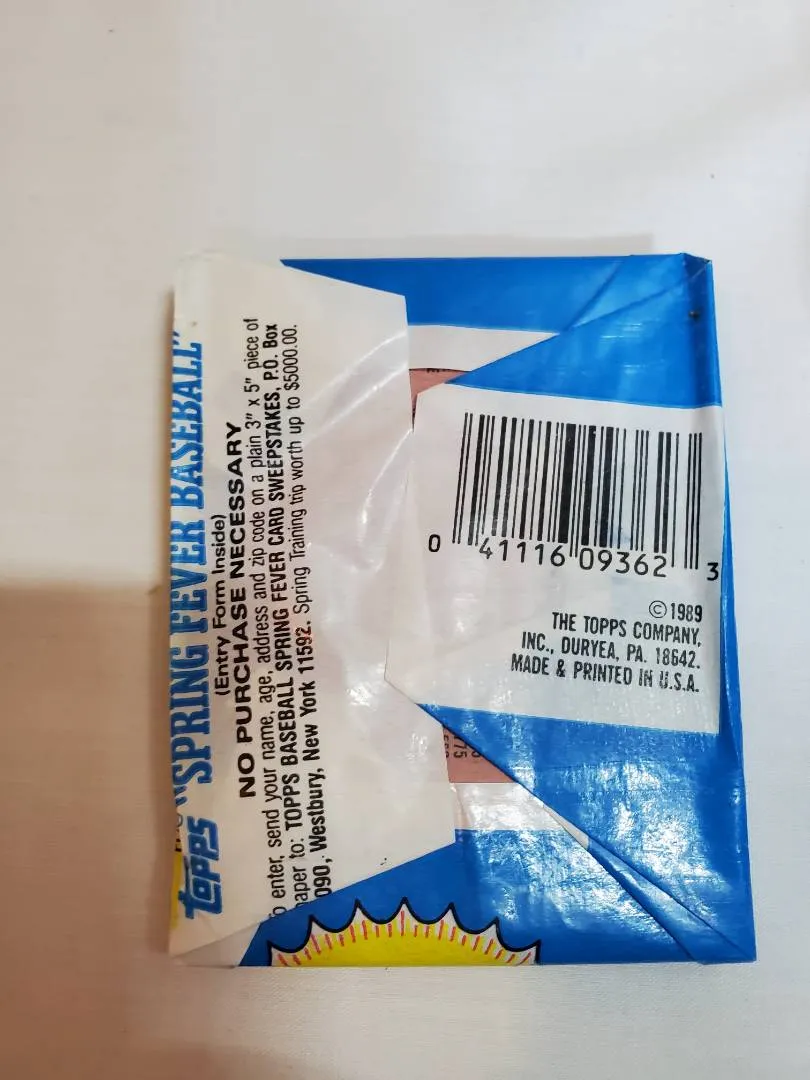 "SPRING FEVER BASEBALL"
topps
(Entry Form Inside)
NO PURCHASE NECESSARY
o enter, send your name, age, address and zip code on a plain 3" x 5" piece of
aper to: TOPPS BASEBALL SPRING FEVER CARD SWEEPSTAKES, P.O. Box
090, Westbury, New York 11592. Spring Training trip worth up to $5000.00.
0 41116 09362 3
©1989
THE TOPPS COMPANY,
INC., DURYEA, PA. 18642.
MADE & PRINTED IN U.S.A.